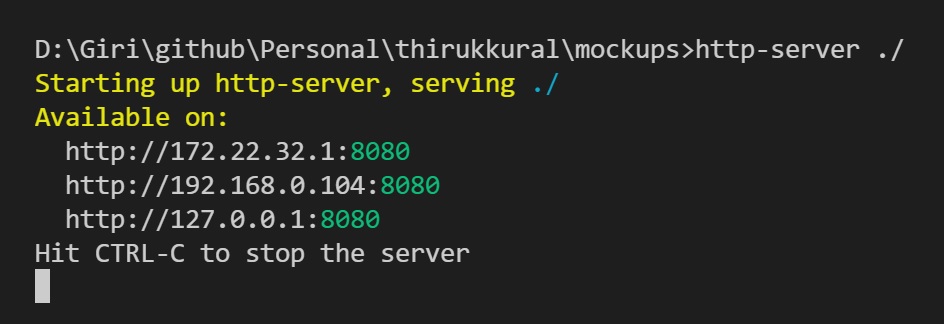 D:\Giri\github\Personal\thirukkural\mockups>http-server ./
Starting up http-server, serving ./
Available on:
  http://172.22.32.1:8080
  http://192.168.0.104:8080
  http://127.0.0.1:8080
Hit CTRL-C to stop the server